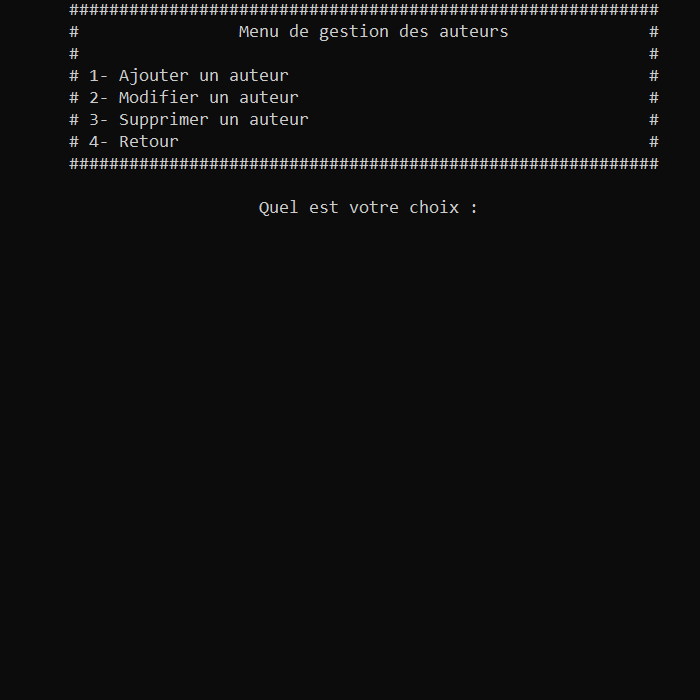 ###########################################################
#                Menu de gestion des auteurs              #
#                                                         #
# 1- Ajouter un auteur                                    #
# 2- Modifier un auteur                                   #
# 3- Supprimer un auteur                                  #
# 4- Retour                                               #
###########################################################
Quel est votre choix :